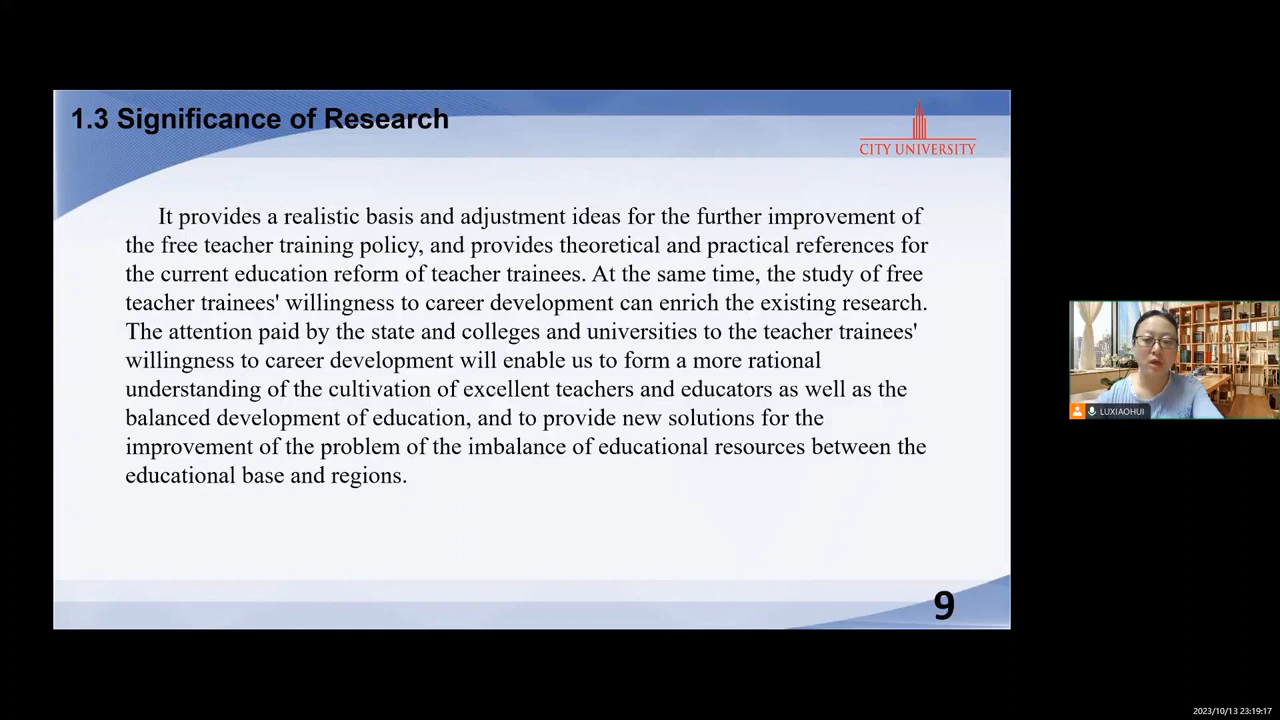 1.3 Significance of Research
CITY UNIVERSITY
It provides a realistic basis and adjustment ideas for the further improvement of
the free teacher training policy, and provides theoretical and practical references for
the current education reform of teacher trainees. At the same time, the study of free
teacher trainees' willingness to career development can enrich the existing research.
The attention paid by the state and colleges and universities to the teacher trainees'
willingness to career development will enable us to form a more rational
understanding of the cultivation of excellent teachers and educators as well as the
balanced development of education, and to provide new solutions for the
improvement of the problem of the imbalance of educational resources between the
educational base and regions.
9
LUXIAOHUI
2023/10/13 23:19:17